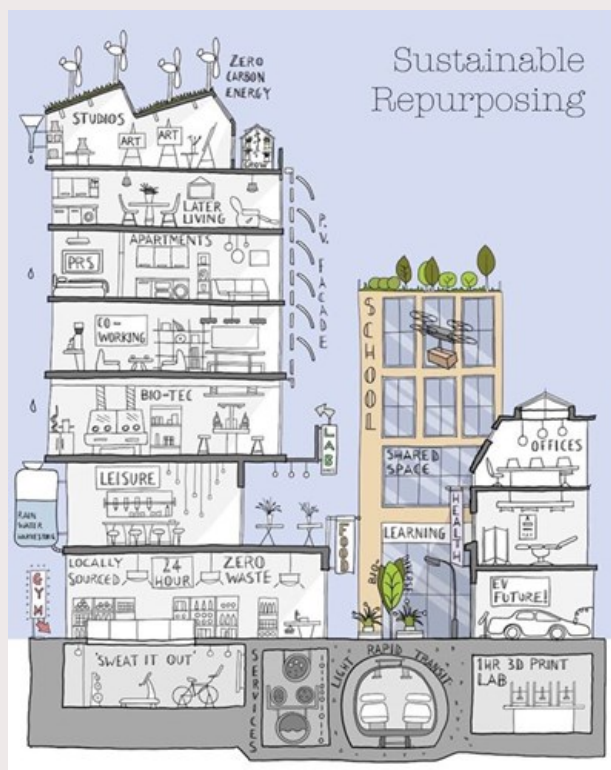 Sustainable
Repurposing
ZERO
CARBON
ENERGY
STUDIOS
ART
ART
GROW
LATER
LIVING
APARTMENTS
PRS
P.V. FACADE
CO-
WORKING
BIO-TEC
LAB
LEISURE
RAIN
WATER
HARVESTING
FOOD
LOCALLY
SOURCED
24
HOUR
ZERO
WASTE
GYM
'SWEAT IT OUT'
SERVICES
LIGHT RAPID TRANSIT
SCHOOL
SHARED
SPACE
LEARNING
HEALTH
OFFICES
EV
FUTURE!
1HR 3D PRINT
LAB